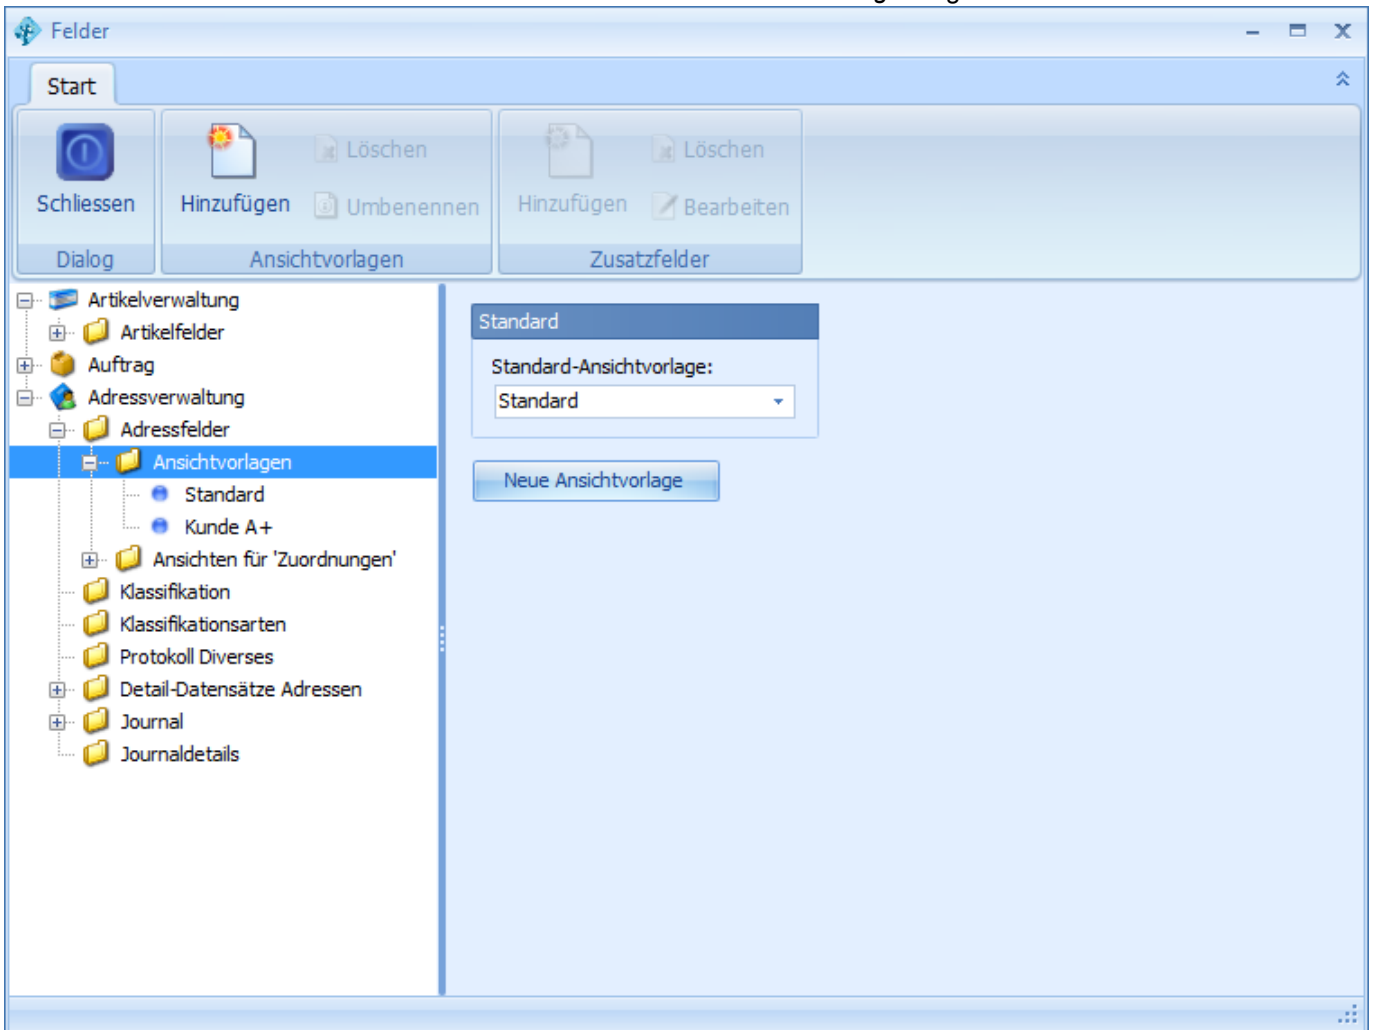 Felder
Start
Schliessen
Hinzufügen
Löschen
Umbenennen
Hinzufügen
Löschen
Bearbeiten
Dialog
Ansichtvorlagen
Zusatzfelder
Artikelverwaltung
Artikelfelder
Auftrag
Adressverwaltung
Adressfelder
Ansichtvorlagen
Standard
Kunde A+
Ansichten für 'Zuordnungen'
Klassifikation
Klassifikationsarten
Protokoll Diverses
Detail-Datensätze Adressen
Journal
Journaldetails
Standard
Standard-Ansichtvorlage:
Standard
Neue Ansichtvorlage